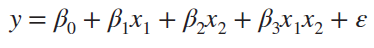 y = β₀ + β₁x₁ + β₂x₂ + β₃x₁x₂ + ε